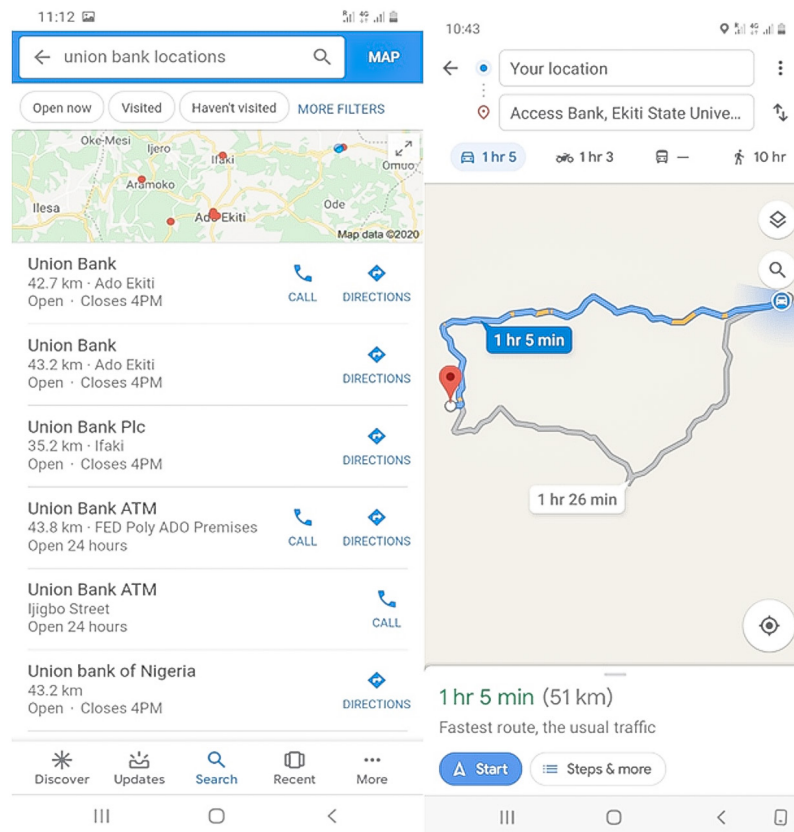 11:12
R 4G
union bank locations
MAP
Open now
Visited
Haven't visited
MORE FILTERS
Oke-Mesi
Ijero
Ifaki
Omuo
Aramoko
Ilesa
Ode
Ado Ekiti
Map data ©2020
Union Bank
42.7 km · Ado Ekiti
Open · Closes 4PM
CALL
DIRECTIONS
Union Bank
43.2 km · Ado Ekiti
Open · Closes 4PM
DIRECTIONS
Union Bank Plc
35.2 km · Ifaki
Open · Closes 4PM
DIRECTIONS
Union Bank ATM
43.8 km · FED Poly ADO Premises
Open 24 hours
CALL
DIRECTIONS
Union Bank ATM
Ijigbo Street
Open 24 hours
CALL
Union bank of Nigeria
43.2 km
Open · Closes 4PM
DIRECTIONS
Discover
Updates
Search
Recent
More
10:43
R 4G
Your location
Access Bank, Ekiti State Unive...
1 hr 5
1 hr 3
—
10 hr
1 hr 5 min
1 hr 26 min
1 hr 5 min (51 km)
Fastest route, the usual traffic
Start
Steps & more